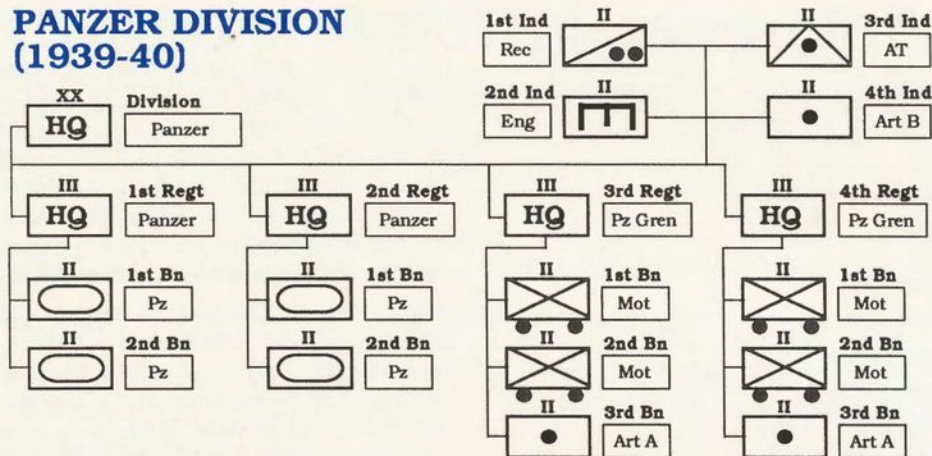 PANZER DIVISION
(1939-40)
XX
HQ
Division
Panzer
1st Ind
Rec
II
II
3rd Ind
AT
2nd Ind
Eng
II
II
4th Ind
Art B
III
HQ
1st Regt
Panzer
III
HQ
2nd Regt
Panzer
III
HQ
3rd Regt
Pz Gren
III
HQ
4th Regt
Pz Gren
II
1st Bn
Pz
II
1st Bn
Pz
II
1st Bn
Mot
II
1st Bn
Mot
II
2nd Bn
Pz
II
2nd Bn
Pz
II
2nd Bn
Mot
II
2nd Bn
Mot
II
3rd Bn
Art A
II
3rd Bn
Art A